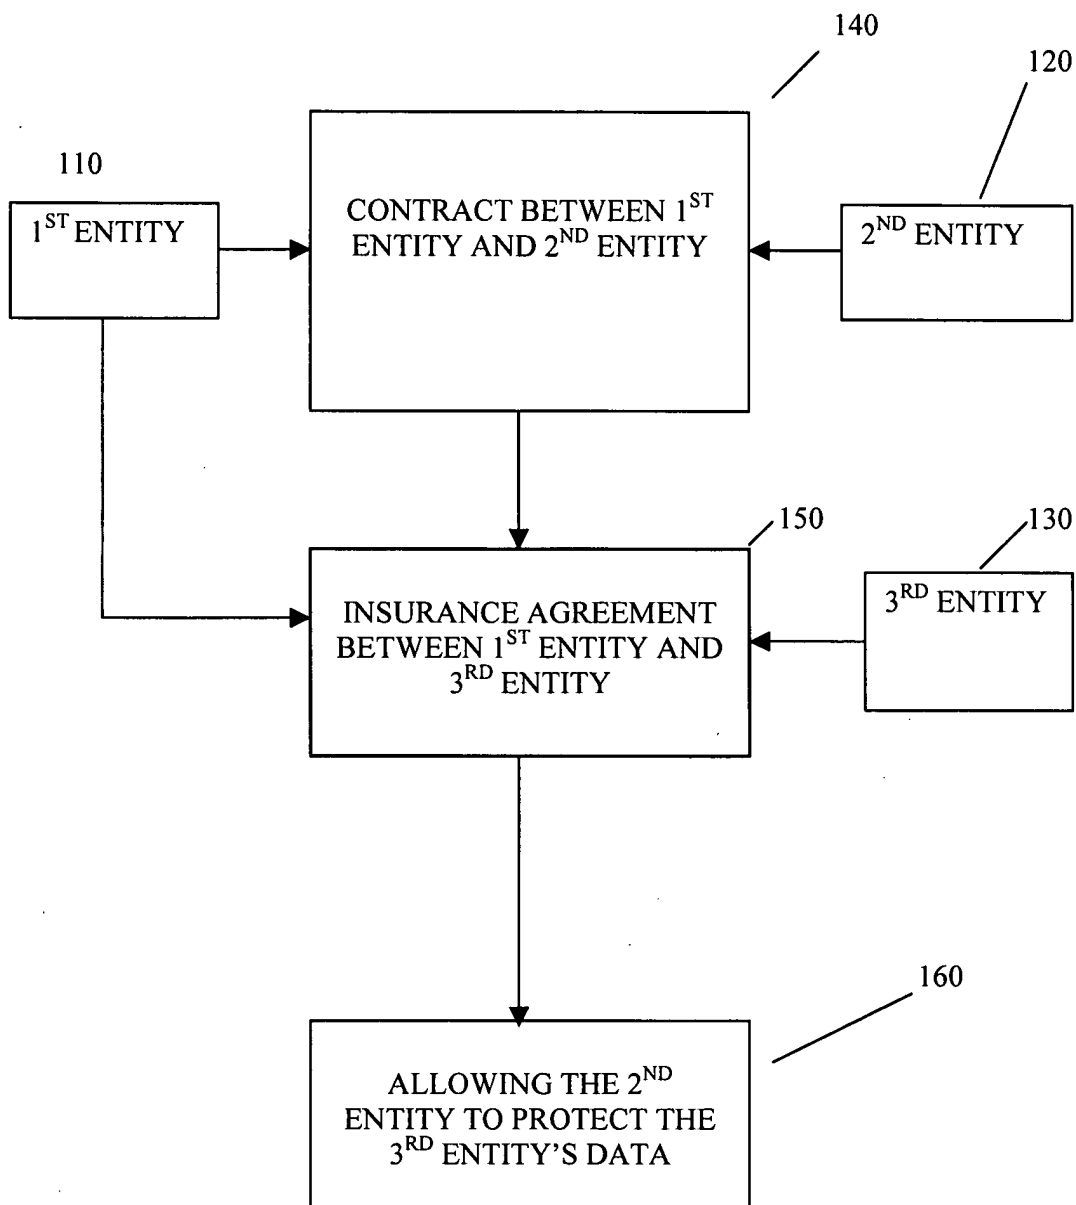 140
120
110
1ST ENTITY
CONTRACT BETWEEN 1ST
ENTITY AND 2ND ENTITY
2ND ENTITY
150
130
INSURANCE AGREEMENT
BETWEEN 1ST ENTITY AND
3RD ENTITY
3RD ENTITY
160
ALLOWING THE 2ND
ENTITY TO PROTECT THE
3RD ENTITY'S DATA